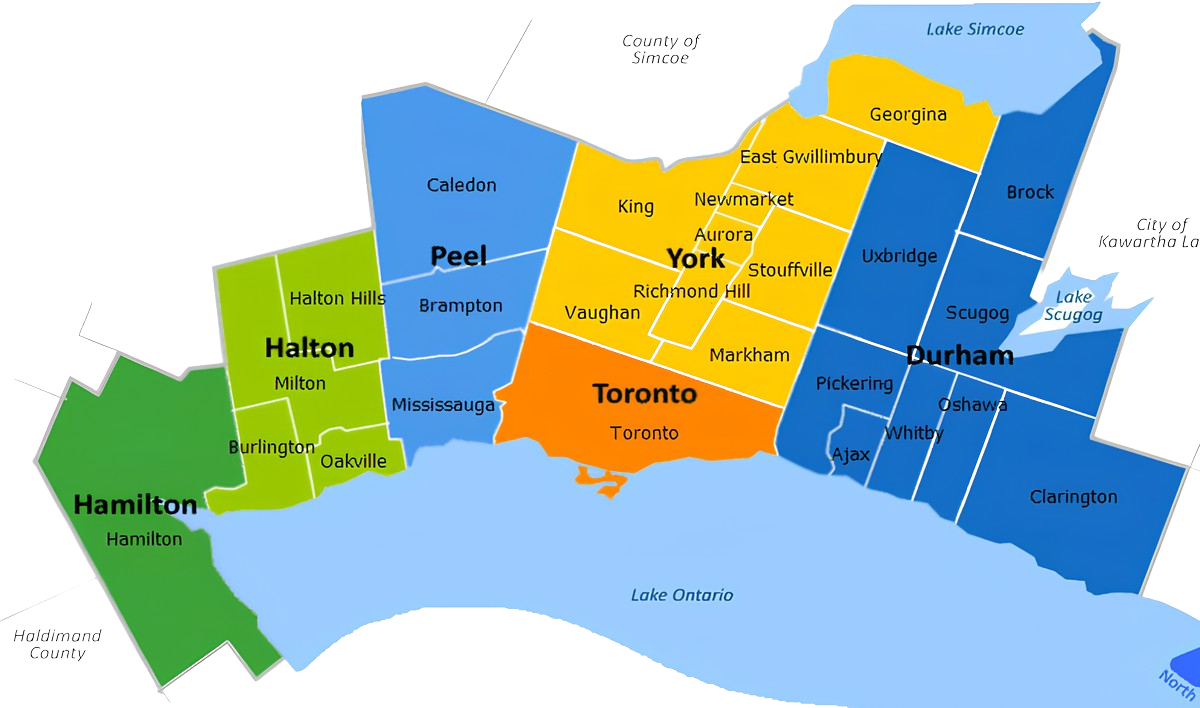 Lake Simcoe
County of
Simcoe
Georgina
East Gwillimbury
Caledon
Brock
Newmarket
King
City of
Kawartha La
Aurora
Peel
York
Uxbridge
Stouffville
Richmond Hill
Halton Hills
Brampton
Vaughan
Scugog
Lake
Scugog
Halton
Markham
Durham
Milton
Pickering
Toronto
Mississauga
Oshawa
Toronto
Whitby
Burlington
Oakville
Ajax
Clarington
Hamilton
Hamilton
Lake Ontario
Haldimand
County
North